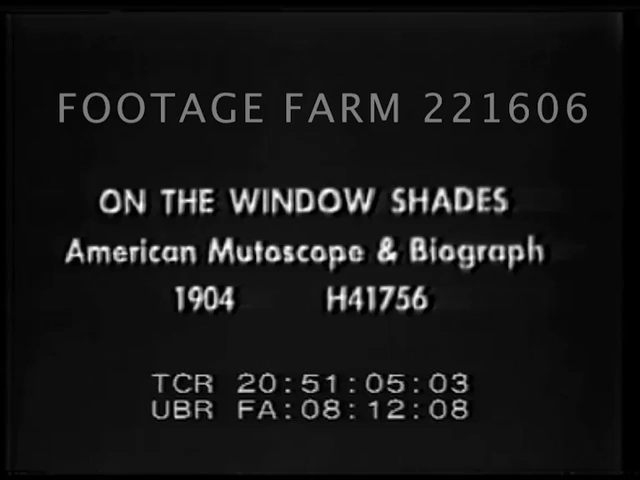 FOOTAGE FARM 221606
ON THE WINDOW SHADES
American Mutoscope & Biograph
1904 H41756
TCR 20:51:05:03
UBR FA:08:12:08